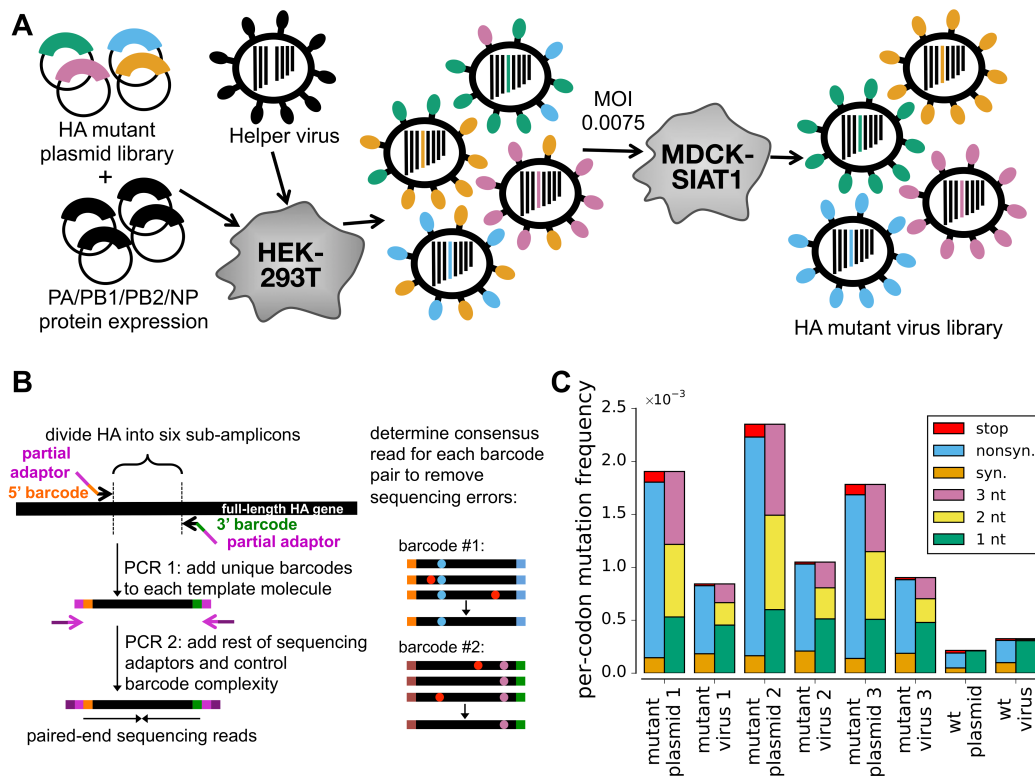 A
HA mutant
plasmid library
+
PA/PB1/PB2/NP
protein expression
Helper virus
HEK-
293T
MOI
0.0075
MDCK-
SIAT1
HA mutant virus library
B
divide HA into six sub-amplicons
partial
adaptor
5’ barcode
full-length HA gene
3’ barcode
partial adaptor
PCR 1: add unique barcodes
to each template molecule
PCR 2: add rest of sequencing
adaptors and control
barcode complexity
paired-end sequencing reads
determine consensus
read for each barcode
pair to remove
sequencing errors:
barcode #1:
barcode #2:
C
×10⁻³
per-codon mutation frequency
2.5
2.0
1.5
1.0
0.5
0.0
stop
nonsyn.
syn.
3 nt
2 nt
1 nt
mutant
plasmid 1
mutant
virus 1
mutant
plasmid 2
mutant
virus 2
mutant
plasmid 3
mutant
virus 3
wt
plasmid
wt
virus